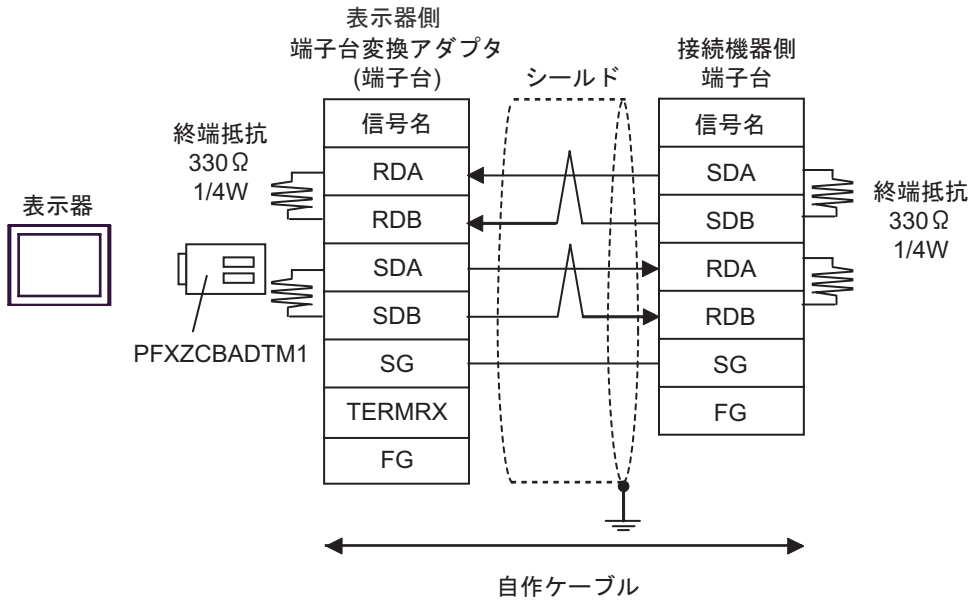 表示器側
端子台変換アダプタ
(端子台)
シールド
接続機器側
端子台
終端抵抗
330Ω
1/4W
信号名
RDA
RDB
SDA
SDB
SG
TERMRX
FG
信号名
SDA
SDB
RDA
RDB
SG
FG
終端抵抗
330Ω
1/4W
表示器
PFXZCBADTM1
自作ケーブル